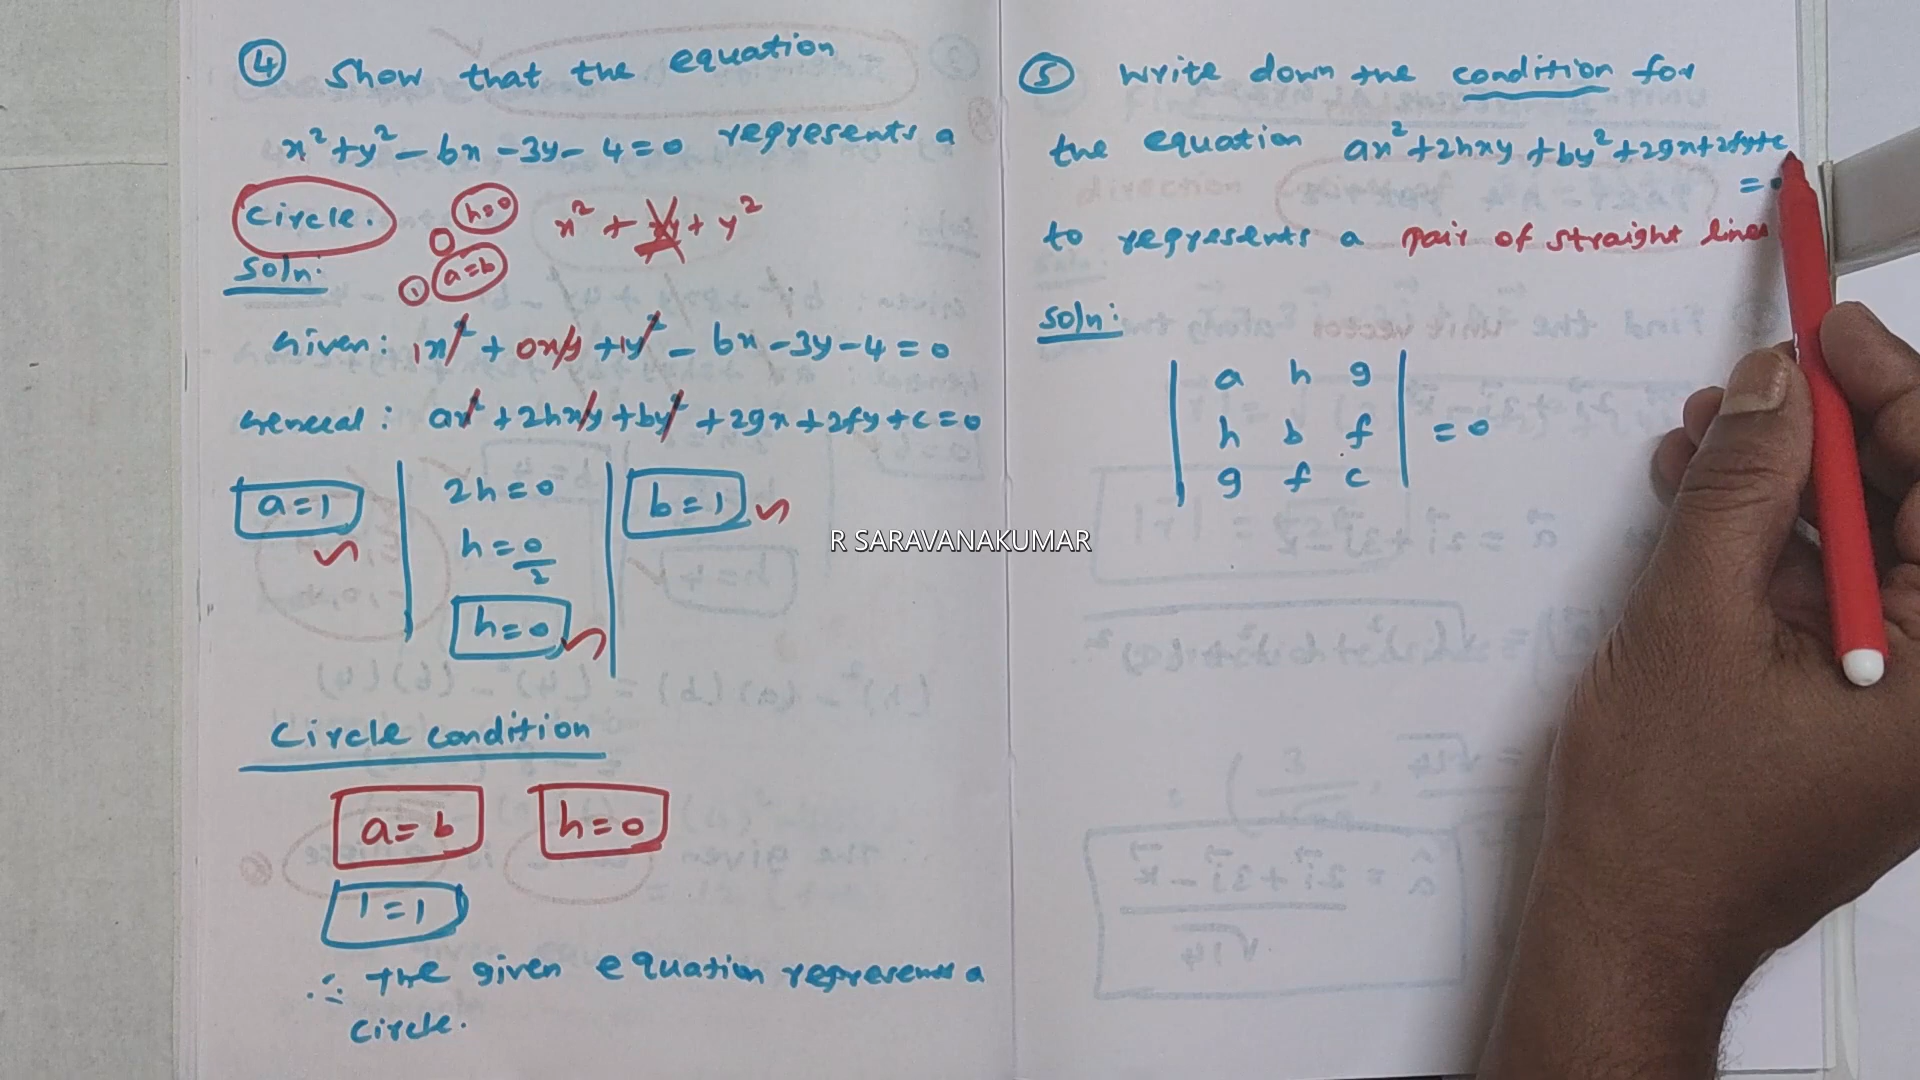 ④ Show that the equation
x² + y² - 6x - 3y - 4 = 0 represents a
circle.
h=0
x² + xy + y²
a=b
①
Soln:
Given: 1x² + 0xy + 1y² - 6x - 3y - 4 = 0
General: ax² + 2hxy + by² + 2gx + 2fy + c = 0
a=1
2h=0
b=1
h=0/2
h=0
Circle condition
a=b h=0
1=1
∴ The given equation represents a
circle.
⑤ Write down the condition for
the equation ax² + 2hxy + by² + 2gx + 2fy + c
= 0
to represents a pair of straight lines
Soln:
a h g
h b f = 0
g f c
R SARAVANAKUMAR